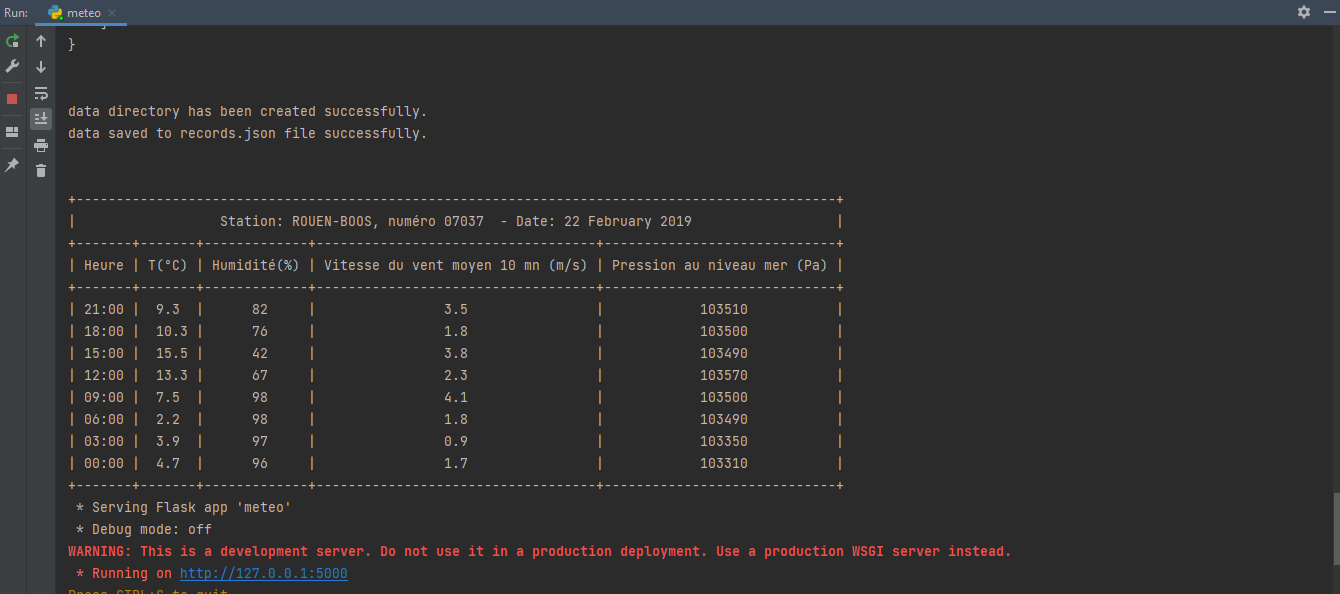 Run: meteo
}
data directory has been created successfully.
data saved to records.json file successfully.
+-----------------------------------------------------------------------------------------------+
| Station: ROUEN-BOOS, numéro 07037  - Date: 22 February 2019 |
+-------+-------+-------------+-----------------------------------+-----------------------------+
| Heure | T(°C) | Humidité(%) | Vitesse du vent moyen 10 mn (m/s) | Pression au niveau mer (Pa) |
+-------+-------+-------------+-----------------------------------+-----------------------------+
| 21:00 | 9.3 | 82 | 3.5 | 103510 |
| 18:00 | 10.3 | 76 | 1.8 | 103500 |
| 15:00 | 15.5 | 42 | 3.8 | 103490 |
| 12:00 | 13.3 | 67 | 2.3 | 103570 |
| 09:00 | 7.5 | 98 | 4.1 | 103500 |
| 06:00 | 2.2 | 98 | 1.8 | 103490 |
| 03:00 | 3.9 | 97 | 0.9 | 103350 |
| 00:00 | 4.7 | 96 | 1.7 | 103310 |
+-------+-------+-------------+-----------------------------------+-----------------------------+
* Serving Flask app 'meteo'
* Debug mode: off
WARNING: This is a development server. Do not use it in a production deployment. Use a production WSGI server instead.
* Running on http://127.0.0.1:5000
Press CTRL+C to quit